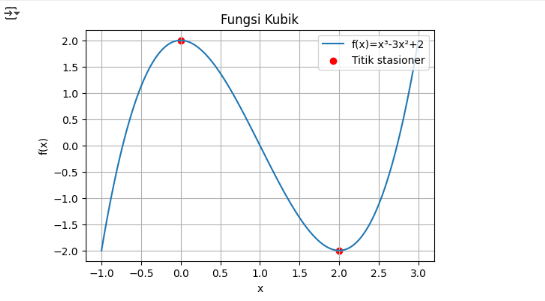 Fungsi Kubik
f(x)=x³-3x²+2
Titik stasioner
2.0
1.5
1.0
0.5
0.0
−0.5
−1.0
−1.5
−2.0
f(x)
−1.0 −0.5 0.0 0.5 1.0 1.5 2.0 2.5 3.0
x